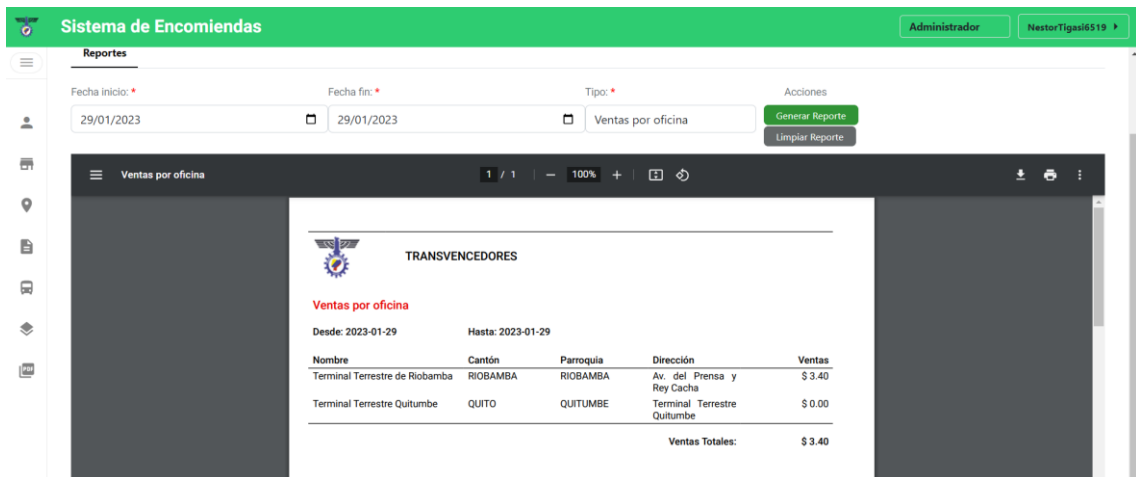 Sistema de Encomiendas
Administrador
NestorTigasi6519
Reportes
Fecha inicio: *
Fecha fin: *
Tipo: *
Acciones
29/01/2023
29/01/2023
Ventas por oficina
Generar Reporte
Limpiar Reporte
Ventas por oficina
1 / 1
100%
TRANSVENCEDORES
Ventas por oficina
Desde: 2023-01-29 Hasta: 2023-01-29
Nombre Cantón Parroquia Dirección Ventas
Terminal Terrestre de Riobamba RIOBAMBA RIOBAMBA Av. del Prensa y $ 3.40
Rey Cacha
Terminal Terrestre Quitumbe QUITO QUITUMBE Terminal Terrestre $ 0.00
Quitumbe
Ventas Totales: $ 3.40
PDF